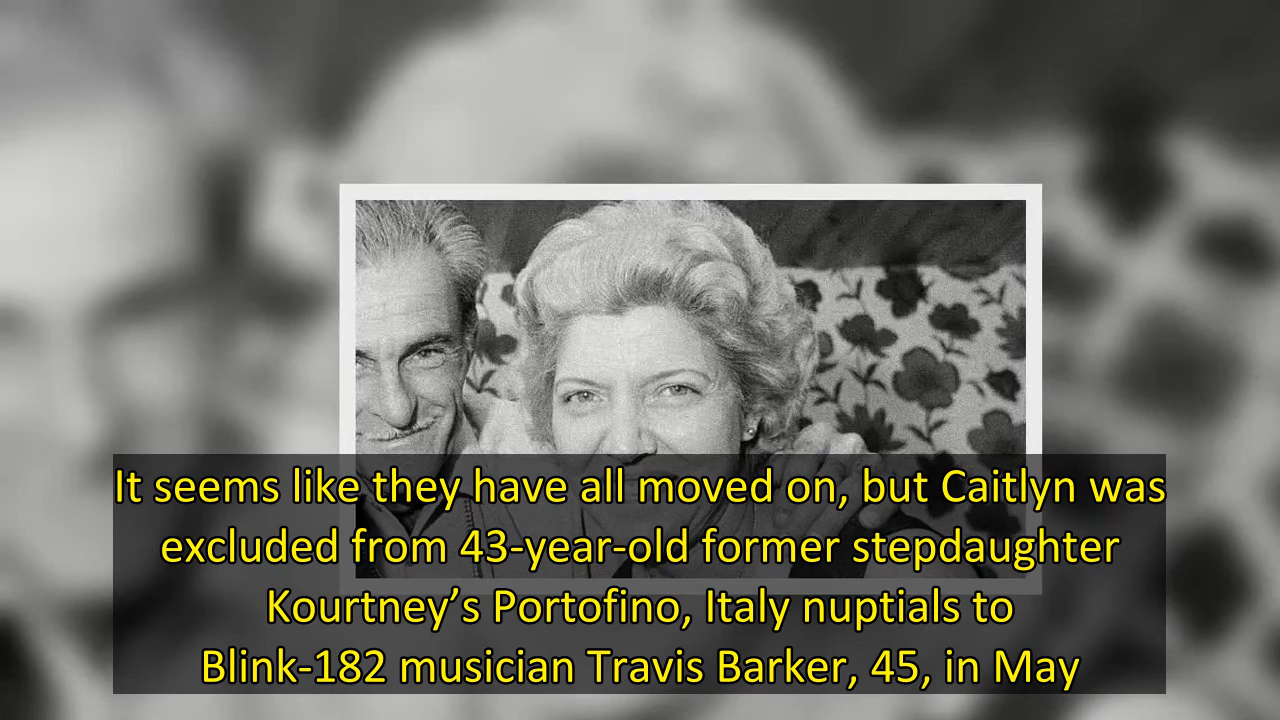 It seems like they have all moved on, but Caitlyn was
excluded from 43-year-old former stepdaughter
Kourtney’s Portofino, Italy nuptials to
Blink-182 musician Travis Barker, 45, in May